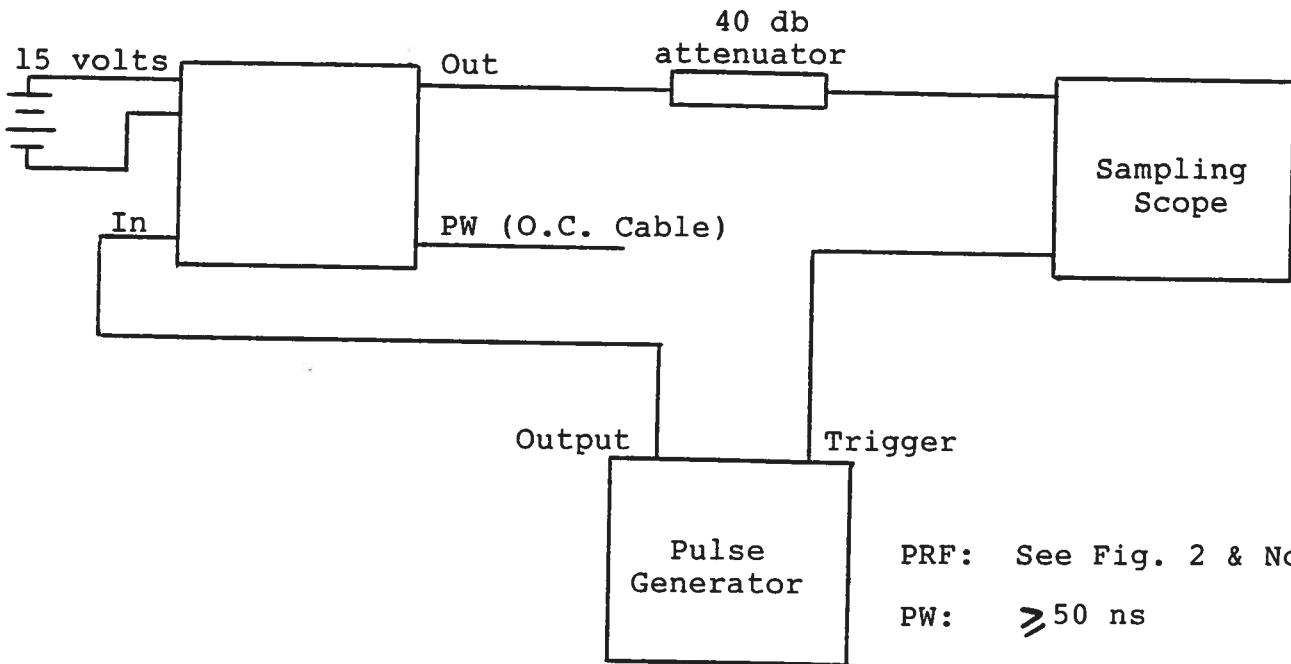 40 db
attenuator
15 volts
Out
Sampling
Scope
In
PW (O.C. Cable)
Output
Trigger
Pulse
Generator
PRF: See Fig. 2 & No
PW: ⩾50 ns